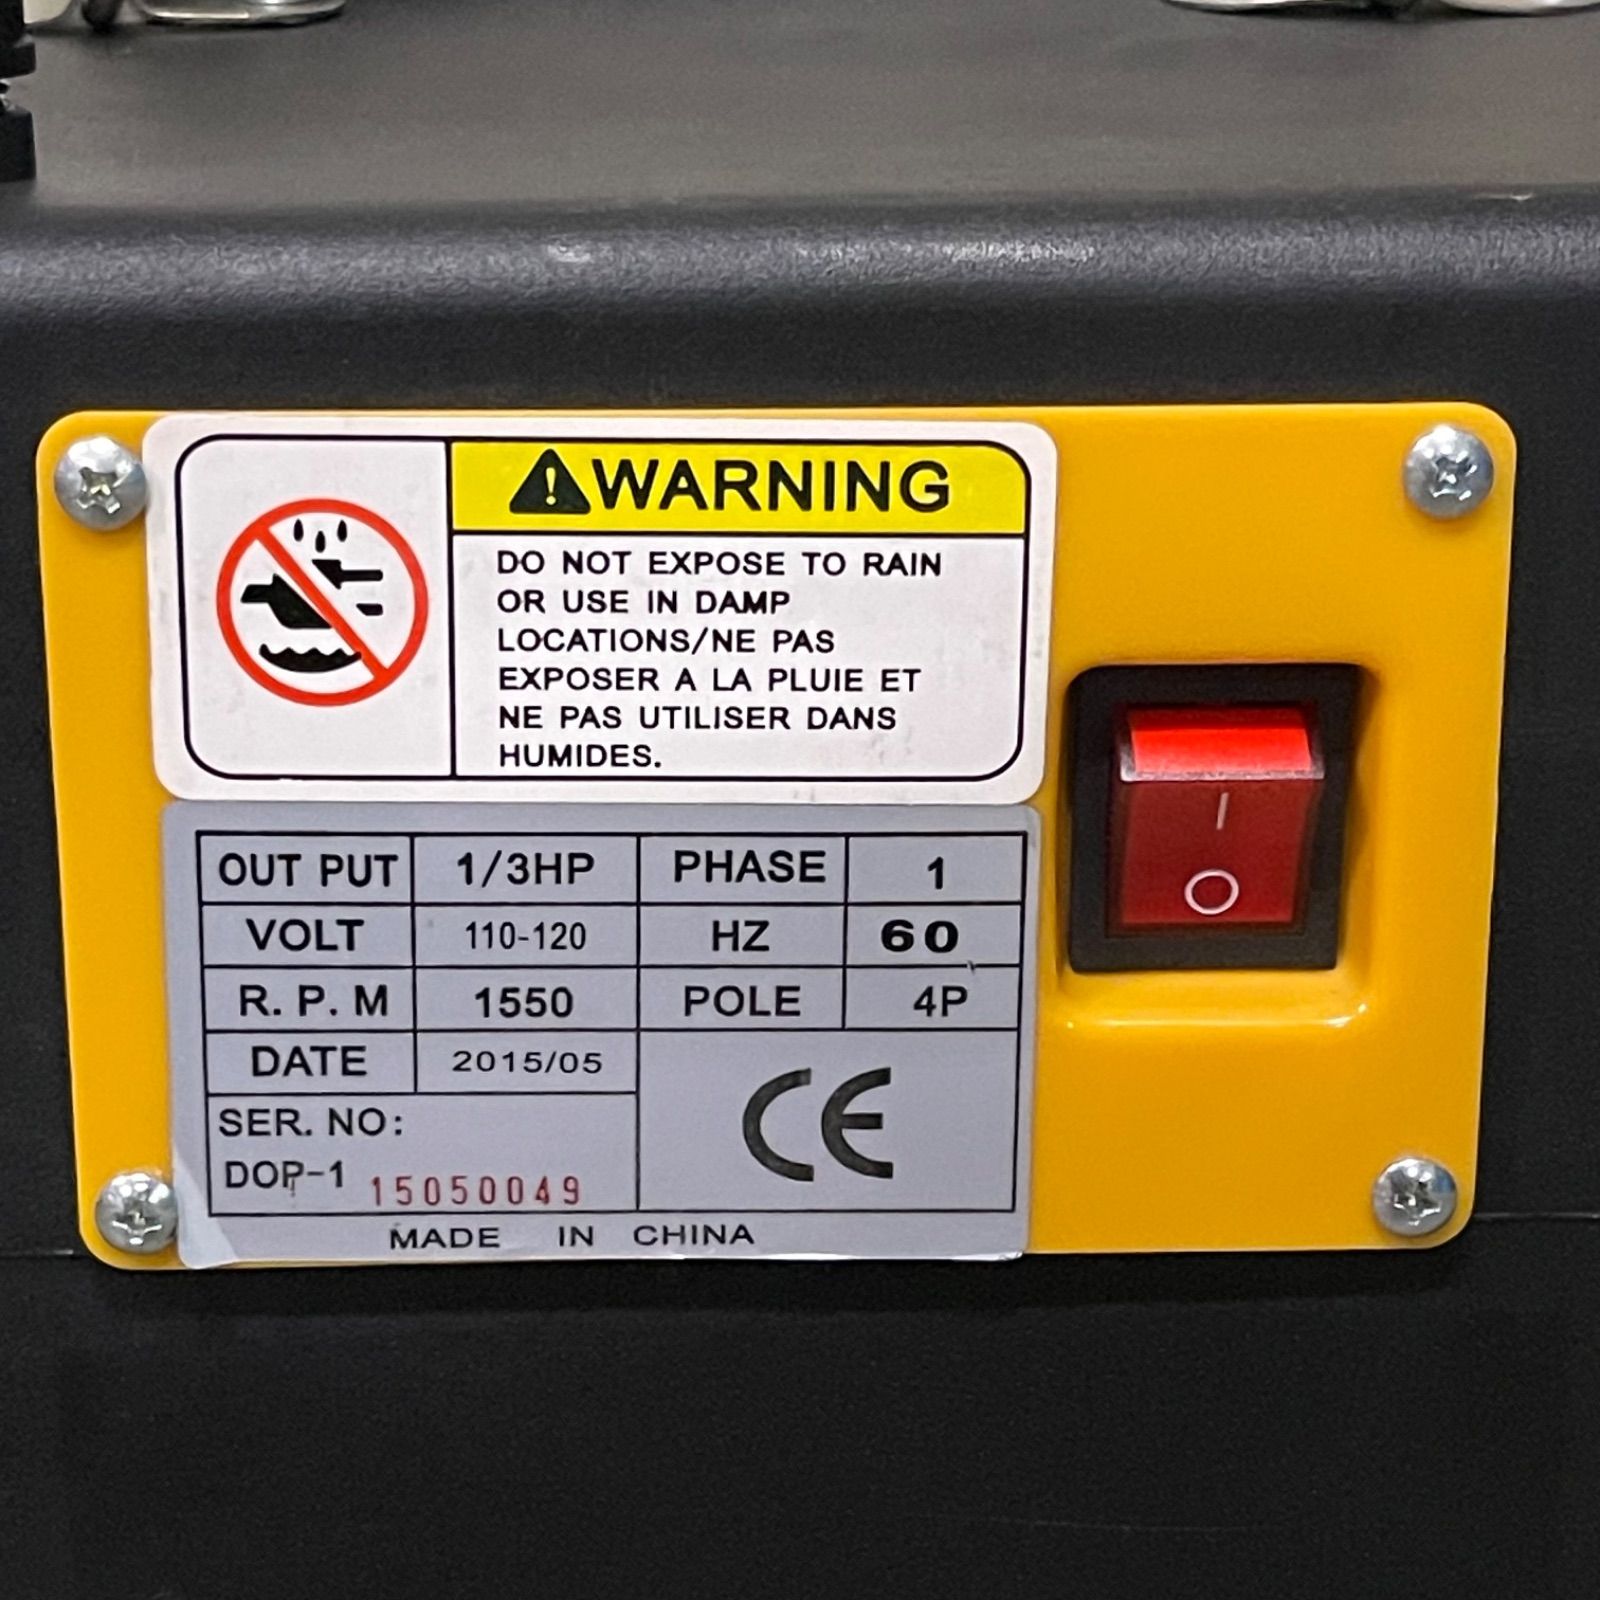 WARNING
DO NOT EXPOSE TO RAIN
OR USE IN DAMP
LOCATIONS/NE PAS
EXPOSER A LA PLUIE ET
NE PAS UTILISER DANS
HUMIDES.
OUT PUT 1/3HP PHASE 1
VOLT 110-120 HZ 60
R. P. M 1550 POLE 4P
DATE 2015/05
CE
SER. NO:
DOP-1 15050049
MADE IN CHINA